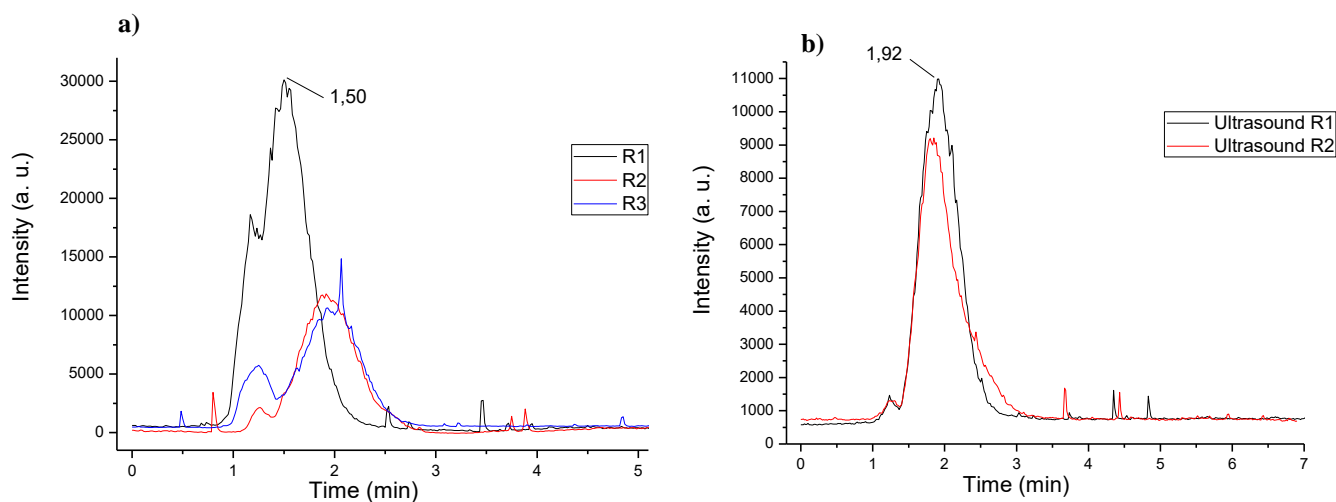 a)
30000
25000
20000
15000
10000
5000
0
Intensity (a. u.)
1,50
R1
R2
R3
0 1 2 3 4 5
Time (min)
b)
1,92
11000
10000
9000
8000
7000
6000
5000
4000
3000
2000
1000
0
Intensity (a. u.)
Ultrasound R1
Ultrasound R2
0 1 2 3 4 5 6 7
Time (min)